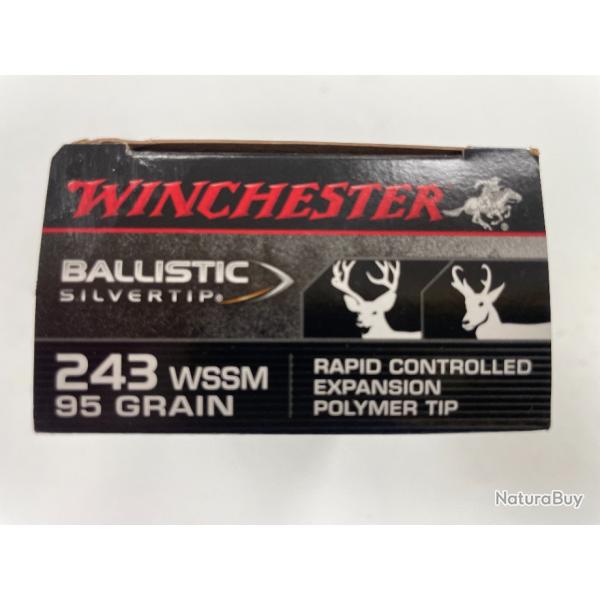 WINCHESTER®
BALLISTIC
SILVERTIP®
243 WSSM
95 GRAIN
RAPID CONTROLLED
EXPANSION
POLYMER TIP
NaturaBuy